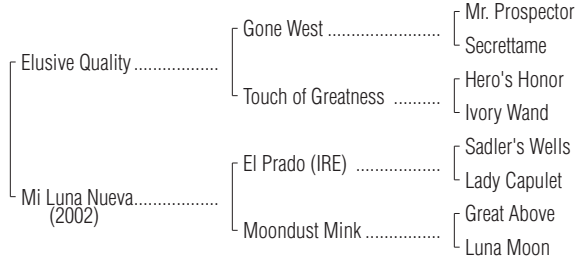 Mr. Prospector
Gone West ........................
Secrettame
Elusive Quality ..................
Hero's Honor
Touch of Greatness ..........
Ivory Wand
Sadler's Wells
El Prado (IRE) ..................
Lady Capulet
Mi Luna Nueva..................
(2002)
Great Above
Moondust Mink ................
Luna Moon